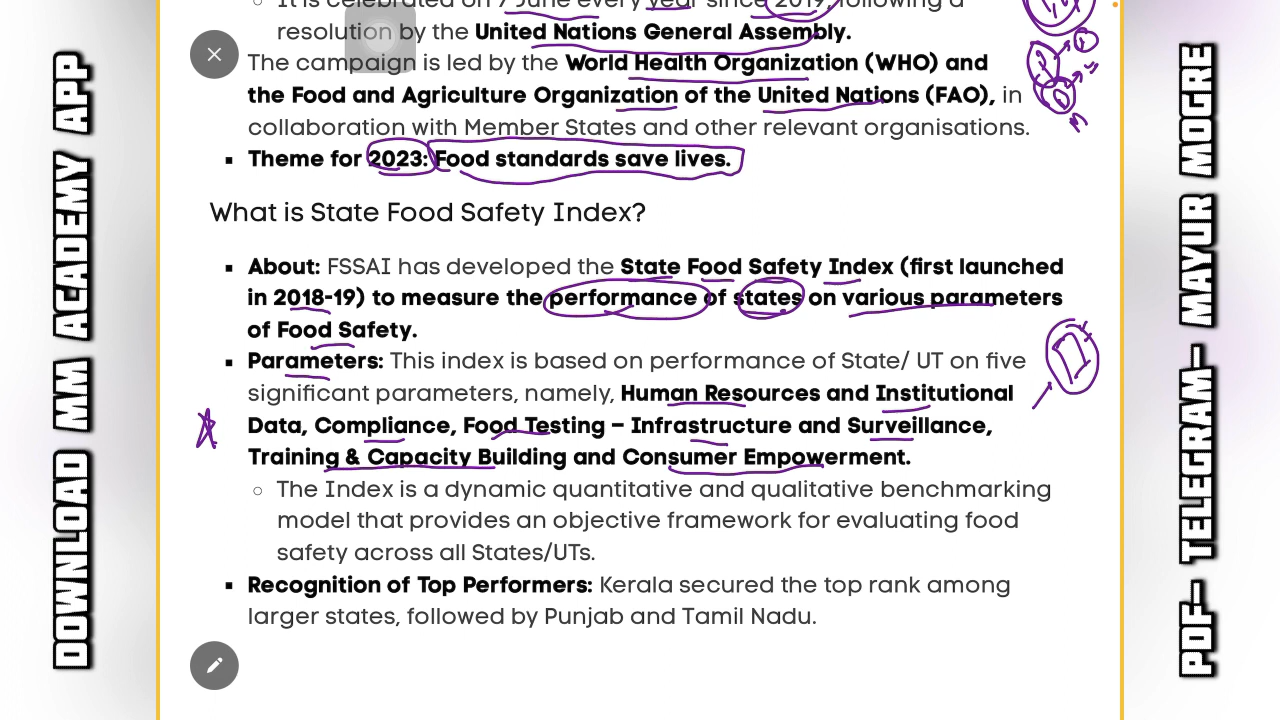 DOWNLOAD MM ACADEMY APP
It is celebrated on 7 June every year since 2019, following a
resolution by the United Nations General Assembly.
The campaign is led by the World Health Organization (WHO) and
the Food and Agriculture Organization of the United Nations (FAO), in
collaboration with Member States and other relevant organisations.
Theme for 2023: Food standards save lives.
What is State Food Safety Index?
About: FSSAI has developed the State Food Safety Index (first launched
in 2018-19) to measure the performance of states on various parameters
of Food Safety.
Parameters: This index is based on performance of State/ UT on five
significant parameters, namely, Human Resources and Institutional
Data, Compliance, Food Testing – Infrastructure and Surveillance,
Training & Capacity Building and Consumer Empowerment.
The Index is a dynamic quantitative and qualitative benchmarking
model that provides an objective framework for evaluating food
safety across all States/UTs.
Recognition of Top Performers: Kerala secured the top rank among
larger states, followed by Punjab and Tamil Nadu.
PDF- TELEGRAM- MAYUR MOGRE